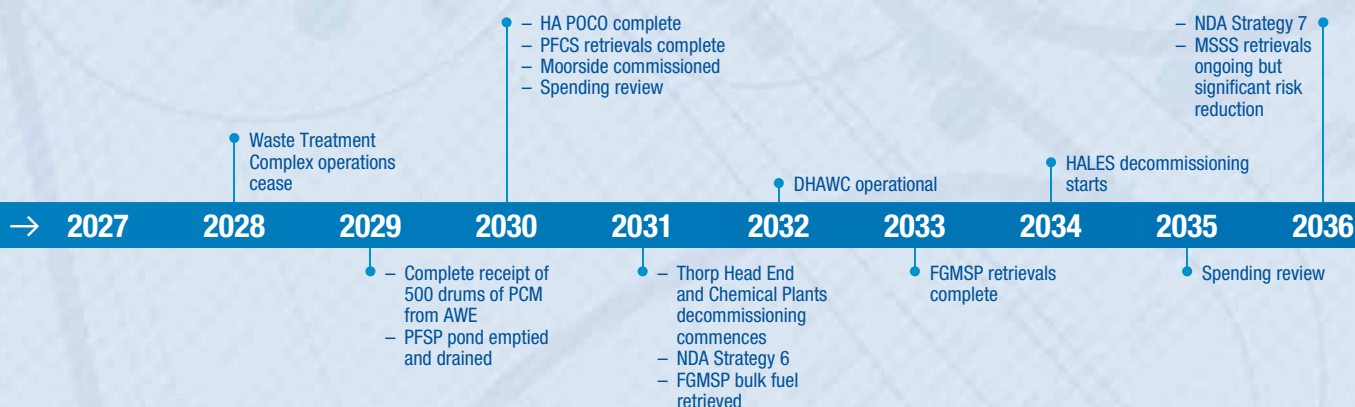 – HA POCO complete
– PFCS retrievals complete
– Moorside commissioned
– Spending review
– NDA Strategy 7
– MSSS retrievals
ongoing but
significant risk
reduction
Waste Treatment
Complex operations
cease
DHAWC operational
HALES decommissioning
starts
→ 2027 2028 2029 2030 2031 2032 2033 2034 2035 2036
– Complete receipt of
500 drums of PCM
from AWE
– PFSP pond emptied
and drained
– Thorp Head End
and Chemical Plants
decommissioning
commences
– NDA Strategy 6
– FGMSP bulk fuel
retrieved
FGMSP retrievals
complete
Spending review